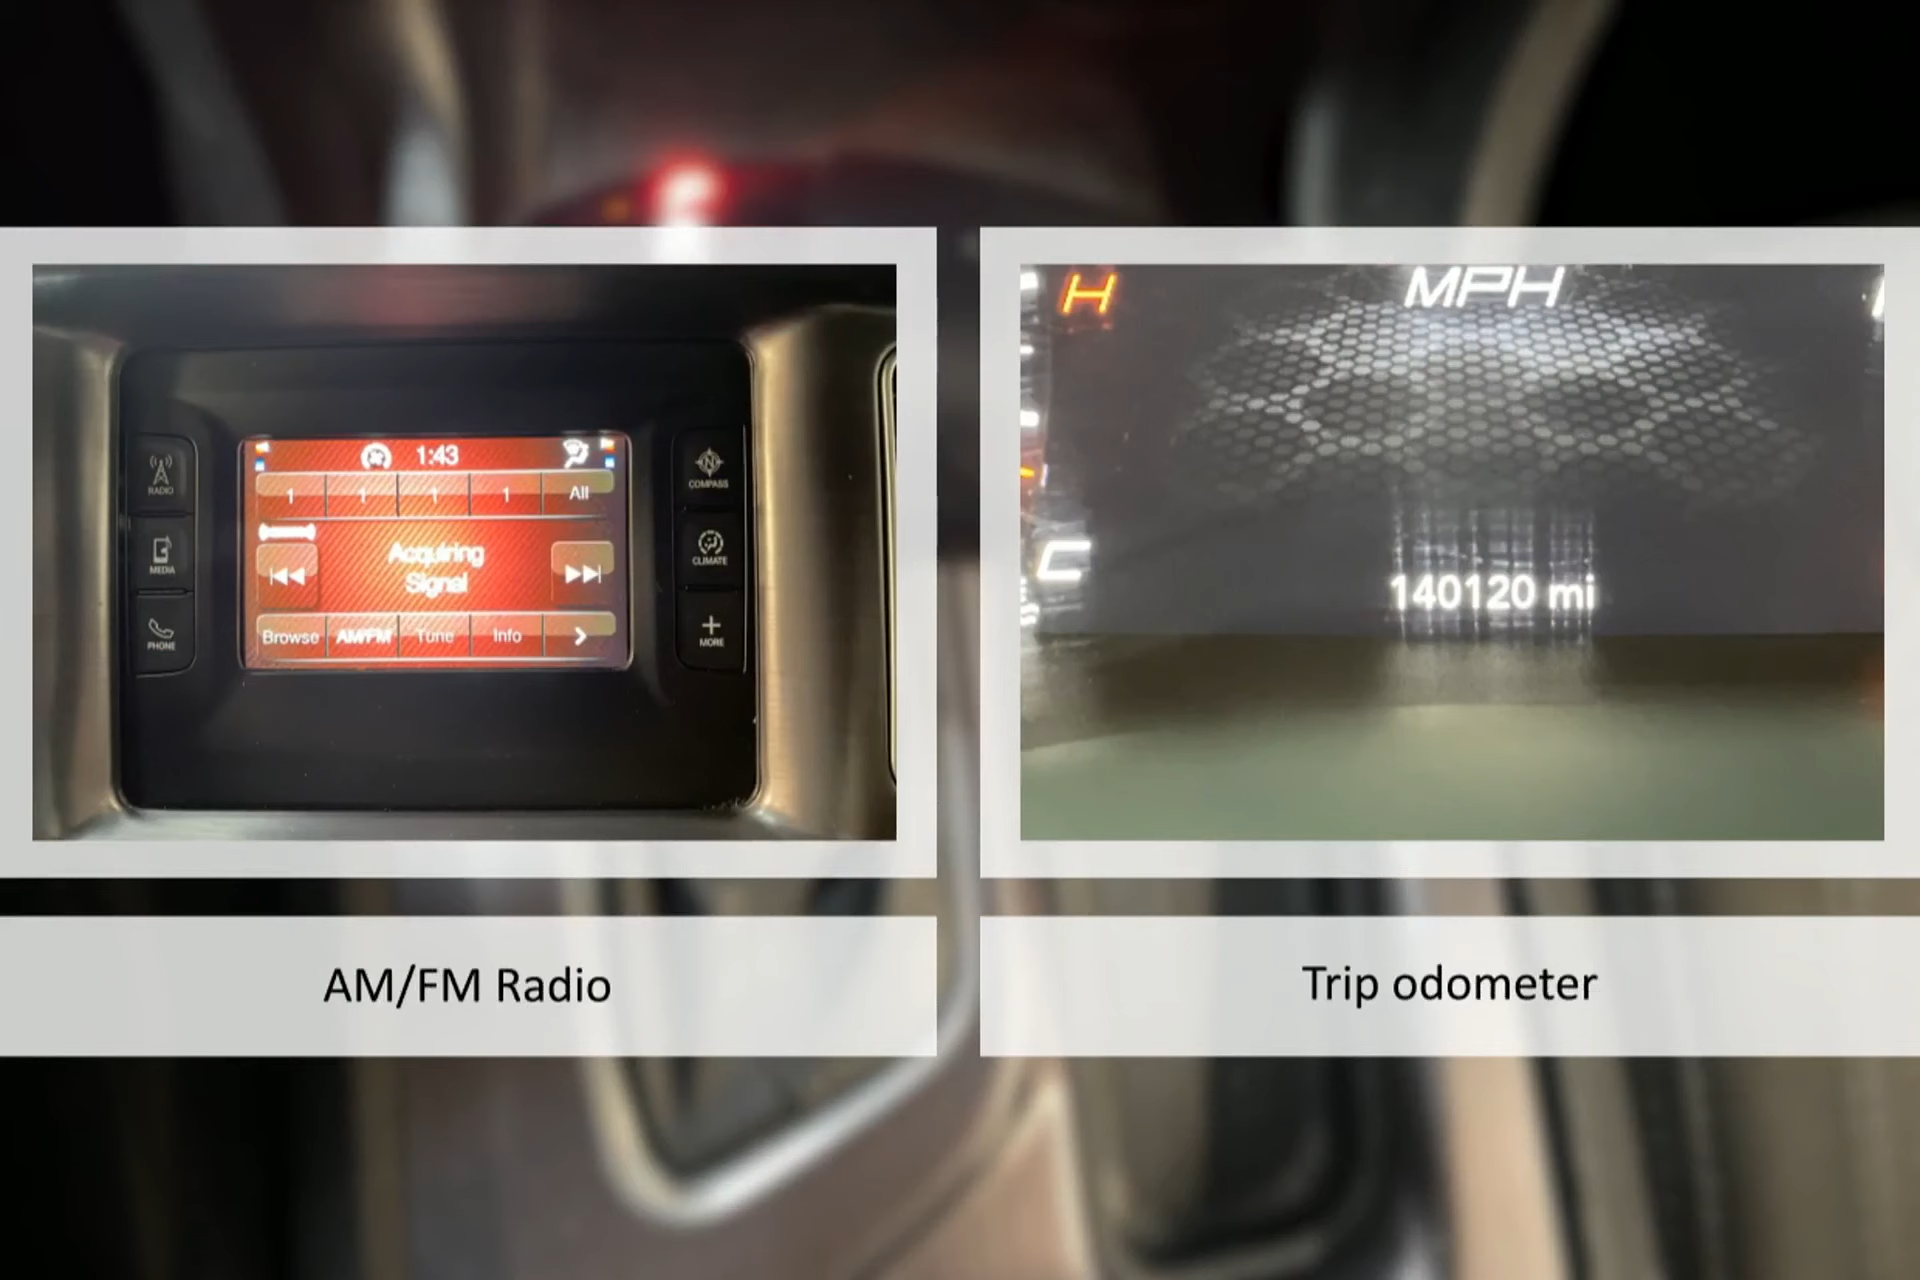 1:43
RADIO
COMPASS
1 1 1 1 All
Acquiring
Signal
MEDIA
CLIMATE
PHONE
MORE
Browse AM/FM Tune Info
H
MPH
C
140120 mi
AM/FM Radio
Trip odometer